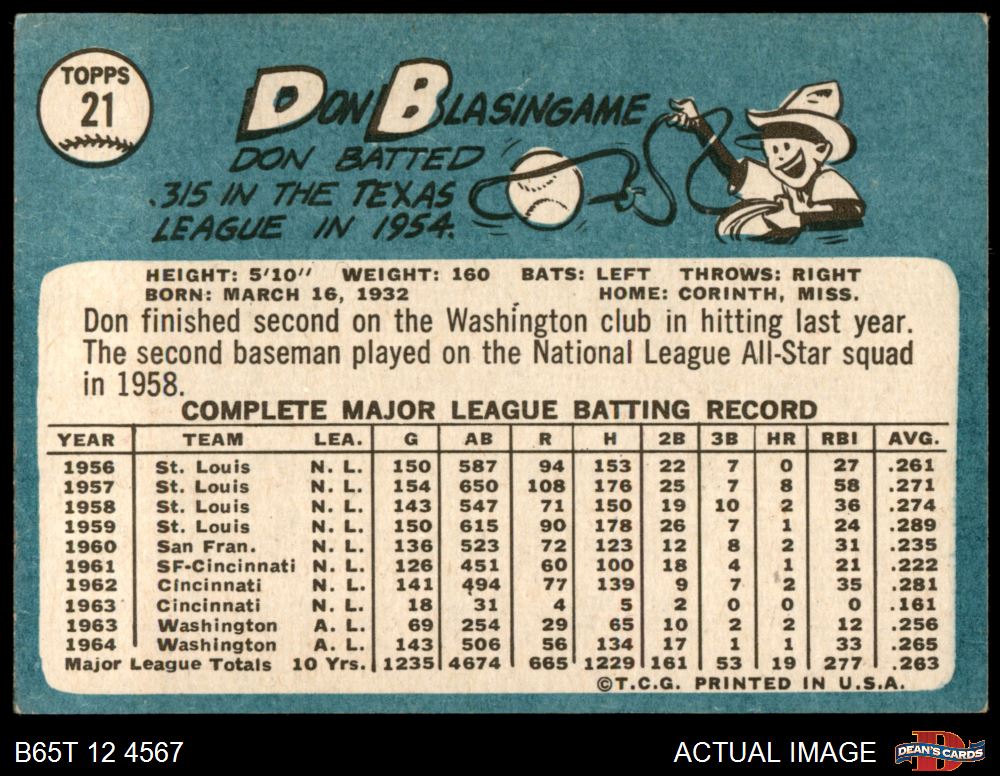 TOPPS
21
DON BLASINGAME
DON BATTED
.315 IN THE TEXAS
LEAGUE IN 1954.
HEIGHT: 5'10" WEIGHT: 160 BATS: LEFT THROWS: RIGHT
BORN: MARCH 16, 1932 HOME: CORINTH, MISS.
Don finished second on the Washington club in hitting last year.
The second baseman played on the National League All-Star squad
in 1958.
COMPLETE MAJOR LEAGUE BATTING RECORD
YEAR TEAM LEA. G AB R H 2B 3B HR RBI AVG.
1956 St. Louis N. L. 150 587 94 153 22 7 0 27 .261
1957 St. Louis N. L. 154 650 108 176 25 7 8 58 .271
1958 St. Louis N. L. 143 547 71 150 19 10 2 36 .274
1959 St. Louis N. L. 150 615 90 178 26 7 1 24 .289
1960 San Fran. N. L. 136 523 72 123 12 8 2 31 .235
1961 SF-Cincinnati N. L. 126 451 60 100 18 4 1 21 .222
1962 Cincinnati N. L. 141 494 77 139 9 7 2 35 .281
1963 Cincinnati N. L. 18 31 4 5 2 0 0 0 .161
1963 Washington A. L. 69 254 29 65 10 2 2 12 .256
1964 Washington A. L. 143 506 56 134 17 1 1 33 .265
Major League Totals 10 Yrs. 1235 4674 665 1229 161 53 19 277 .263
©T.C.G. PRINTED IN U.S.A.
B65T 12 4567 ACTUAL IMAGE D DEAN'S CARDS